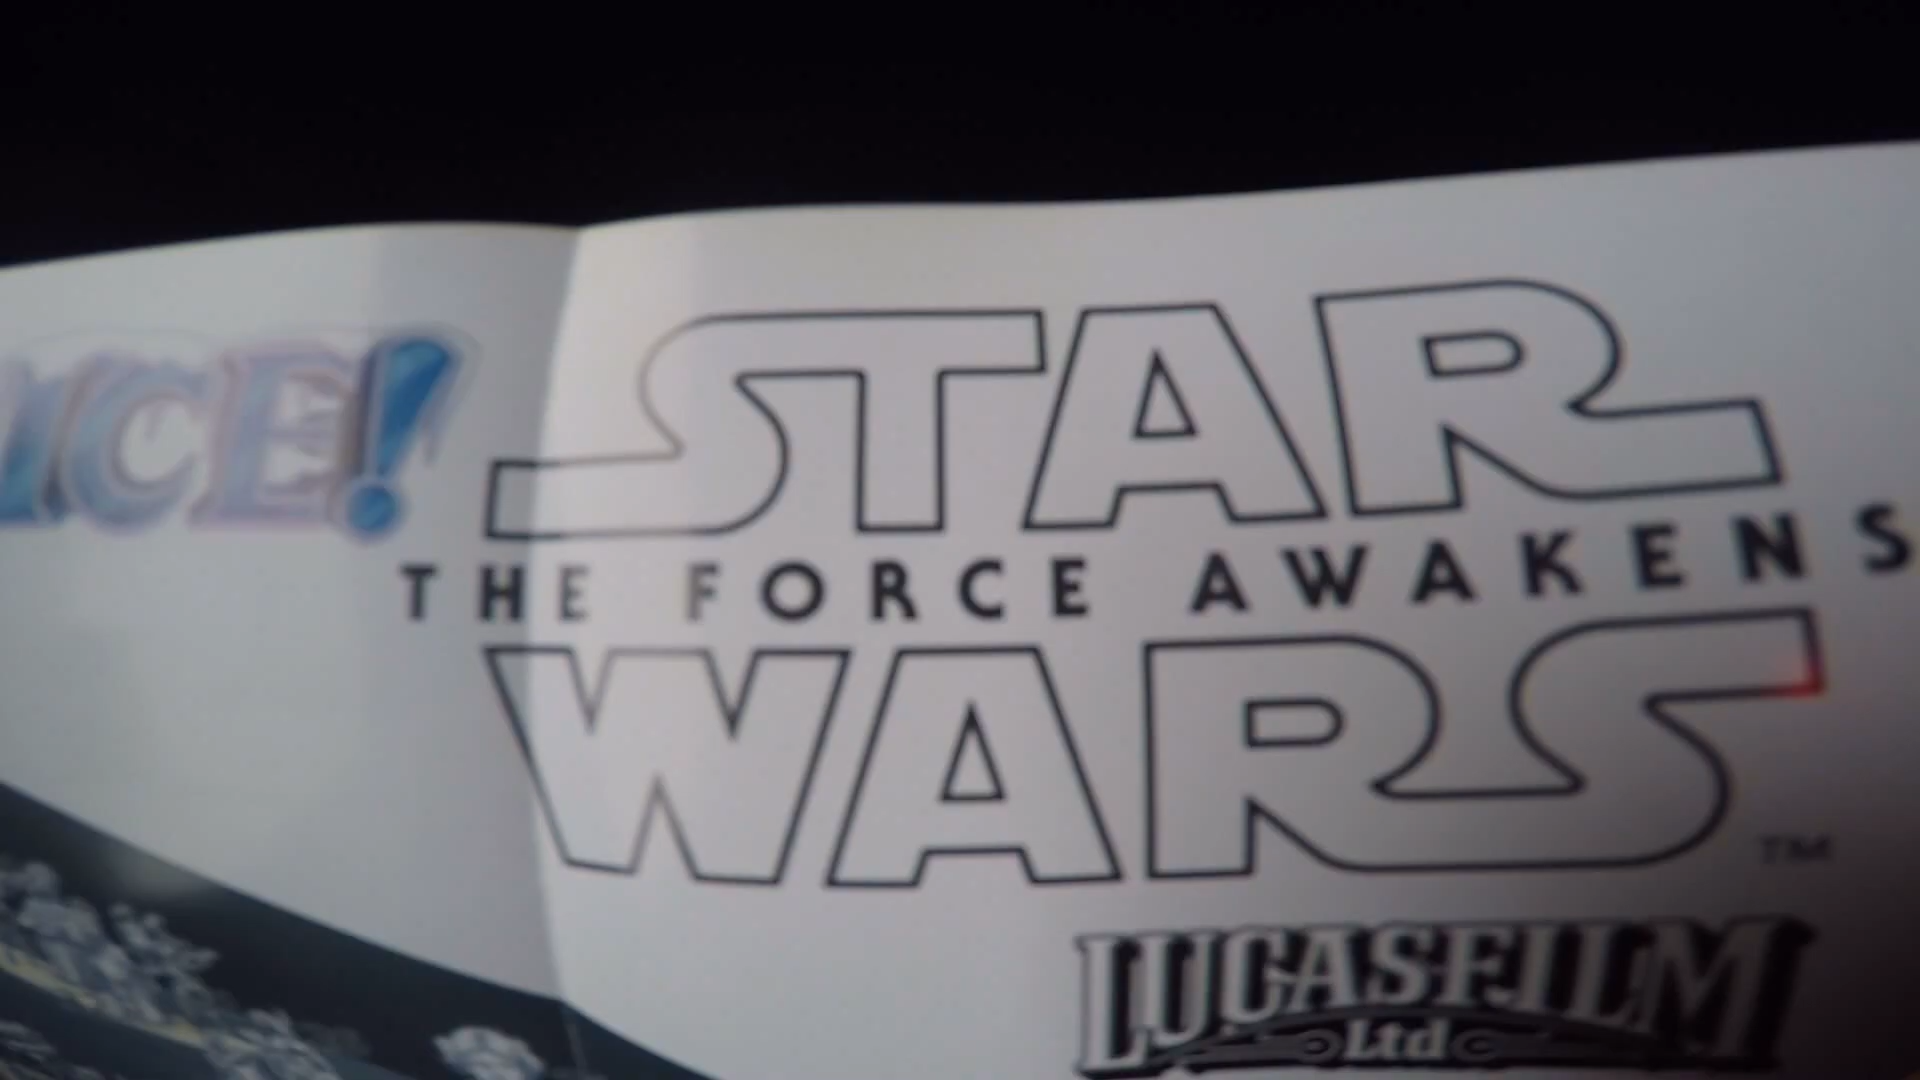 ICE!
STAR
THE FORCE AWAKENS
WARS
TM
LUCASFILM
Ltd